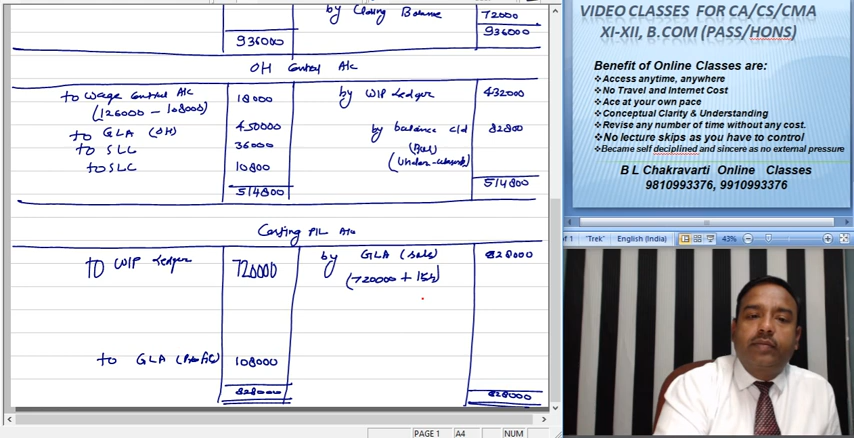 by Closing Balance 72000
936000 936000
OH Control A/c
to Wage Control A/c 18000 by WIP Ledger 432000
(126000 - 108000)
to GLA (OH) 450000 by balance c/d 82800
to SLC 36000 (Bal)
to SLC 10800 (Under-absorb)
514800 514800
Costing P/L A/c
To WIP Ledger 720000 by GLA (sales) 828000
(720000 + 15%)
to GLA (Profit) 108000
828000 828000
PAGE 1 A4 NUM
VIDEO CLASSES FOR CA/CS/CMA
XI-XII, B.COM (PASS/HONS)
Benefit of Online Classes are:
❖Access anytime, anywhere
❖No Travel and Internet Cost
❖Ace at your own pace
❖Conceptual Clarity & Understanding
❖Revise any number of time without any cost.
❖No lecture skips as you have to control
❖Became self deciplined and sincere as no external pressure
B L Chakravarti Online Classes
9810993376, 9910993376
of 1 "Trek" English (India) 43%